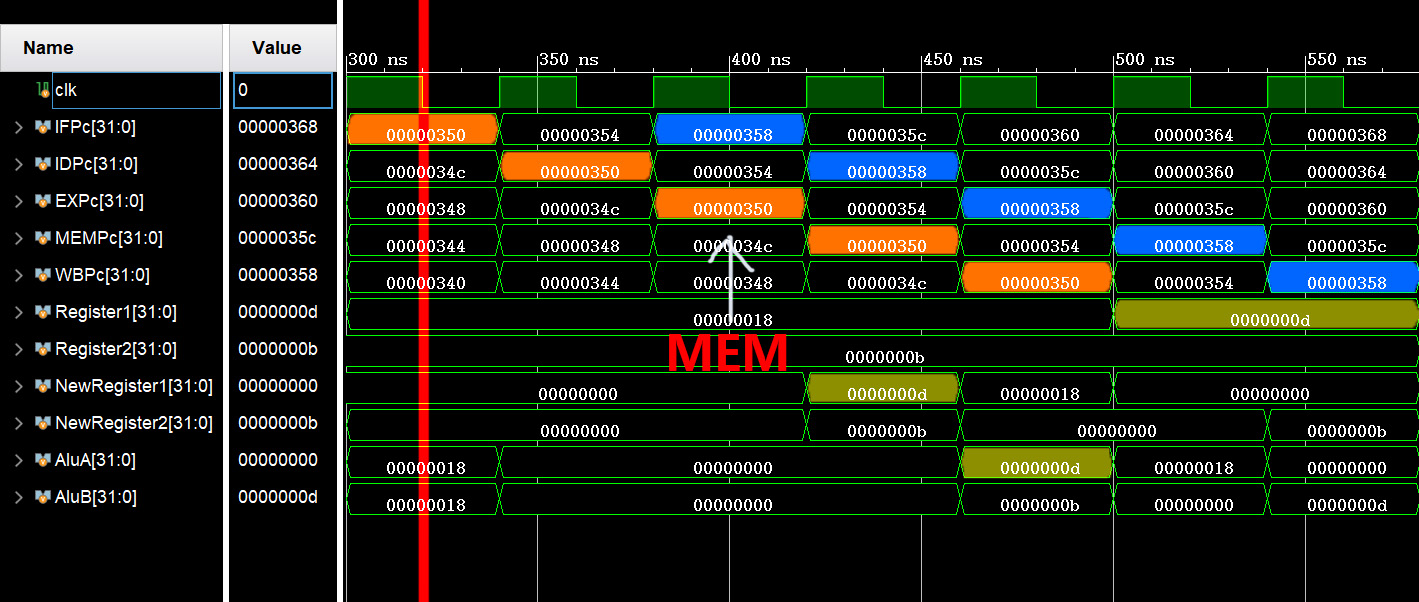 Name Value
300 ns 350 ns 400 ns 450 ns 500 ns 550 ns
clk 0
IFPc[31:0] 00000368 00000350 00000354 00000358 0000035c 00000360 00000364 00000368
IDPc[31:0] 00000364 0000034c 00000350 00000354 00000358 0000035c 00000360 00000364
EXPc[31:0] 00000360 00000348 0000034c 00000350 00000354 00000358 0000035c 00000360
MEMPc[31:0] 0000035c 00000344 00000348 0000034c 00000350 00000354 00000358 0000035c
WBPc[31:0] 00000358 00000340 00000344 00000348 0000034c 00000350 00000354 00000358
Register1[31:0] 0000000d 00000018 0000000d
Register2[31:0] 0000000b 0000000b
MEM
NewRegister1[31:0] 00000000 00000000 0000000d 00000018 00000000
NewRegister2[31:0] 0000000b 00000000 0000000b 00000000 0000000b
AluA[31:0] 00000000 00000018 00000000 0000000d 00000018 00000000
AluB[31:0] 0000000d 00000018 00000000 0000000b 00000000 0000000d